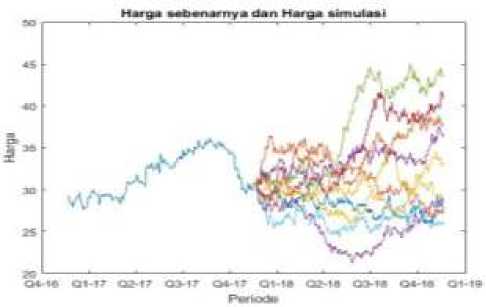 Harga sebenarnya dan Harga simulasi
50
45
40
35
30
25
20
Harga
Q4-16 Q1-17 Q2-17 Q3-17 Q4-17 Q1-18 Q2-18 Q3-18 Q4-18 Q1-19
Periode